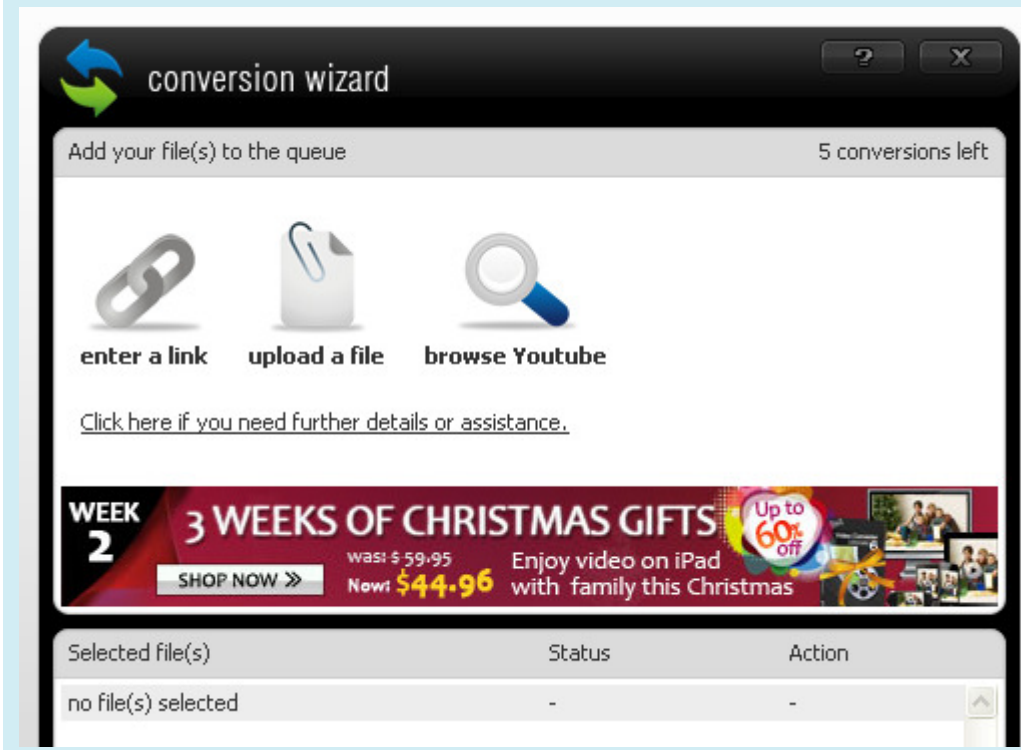 conversion wizard
? X
Add your file(s) to the queue 5 conversions left
enter a link upload a file browse Youtube
Click here if you need further details or assistance.
WEEK
2
3 WEEKS OF CHRISTMAS GIFTS
was: $ 59.95
Now: $44.96
SHOP NOW »
Enjoy video on iPad
with family this Christmas
Up to
60%
off
Selected file(s) Status Action
no file(s) selected - -